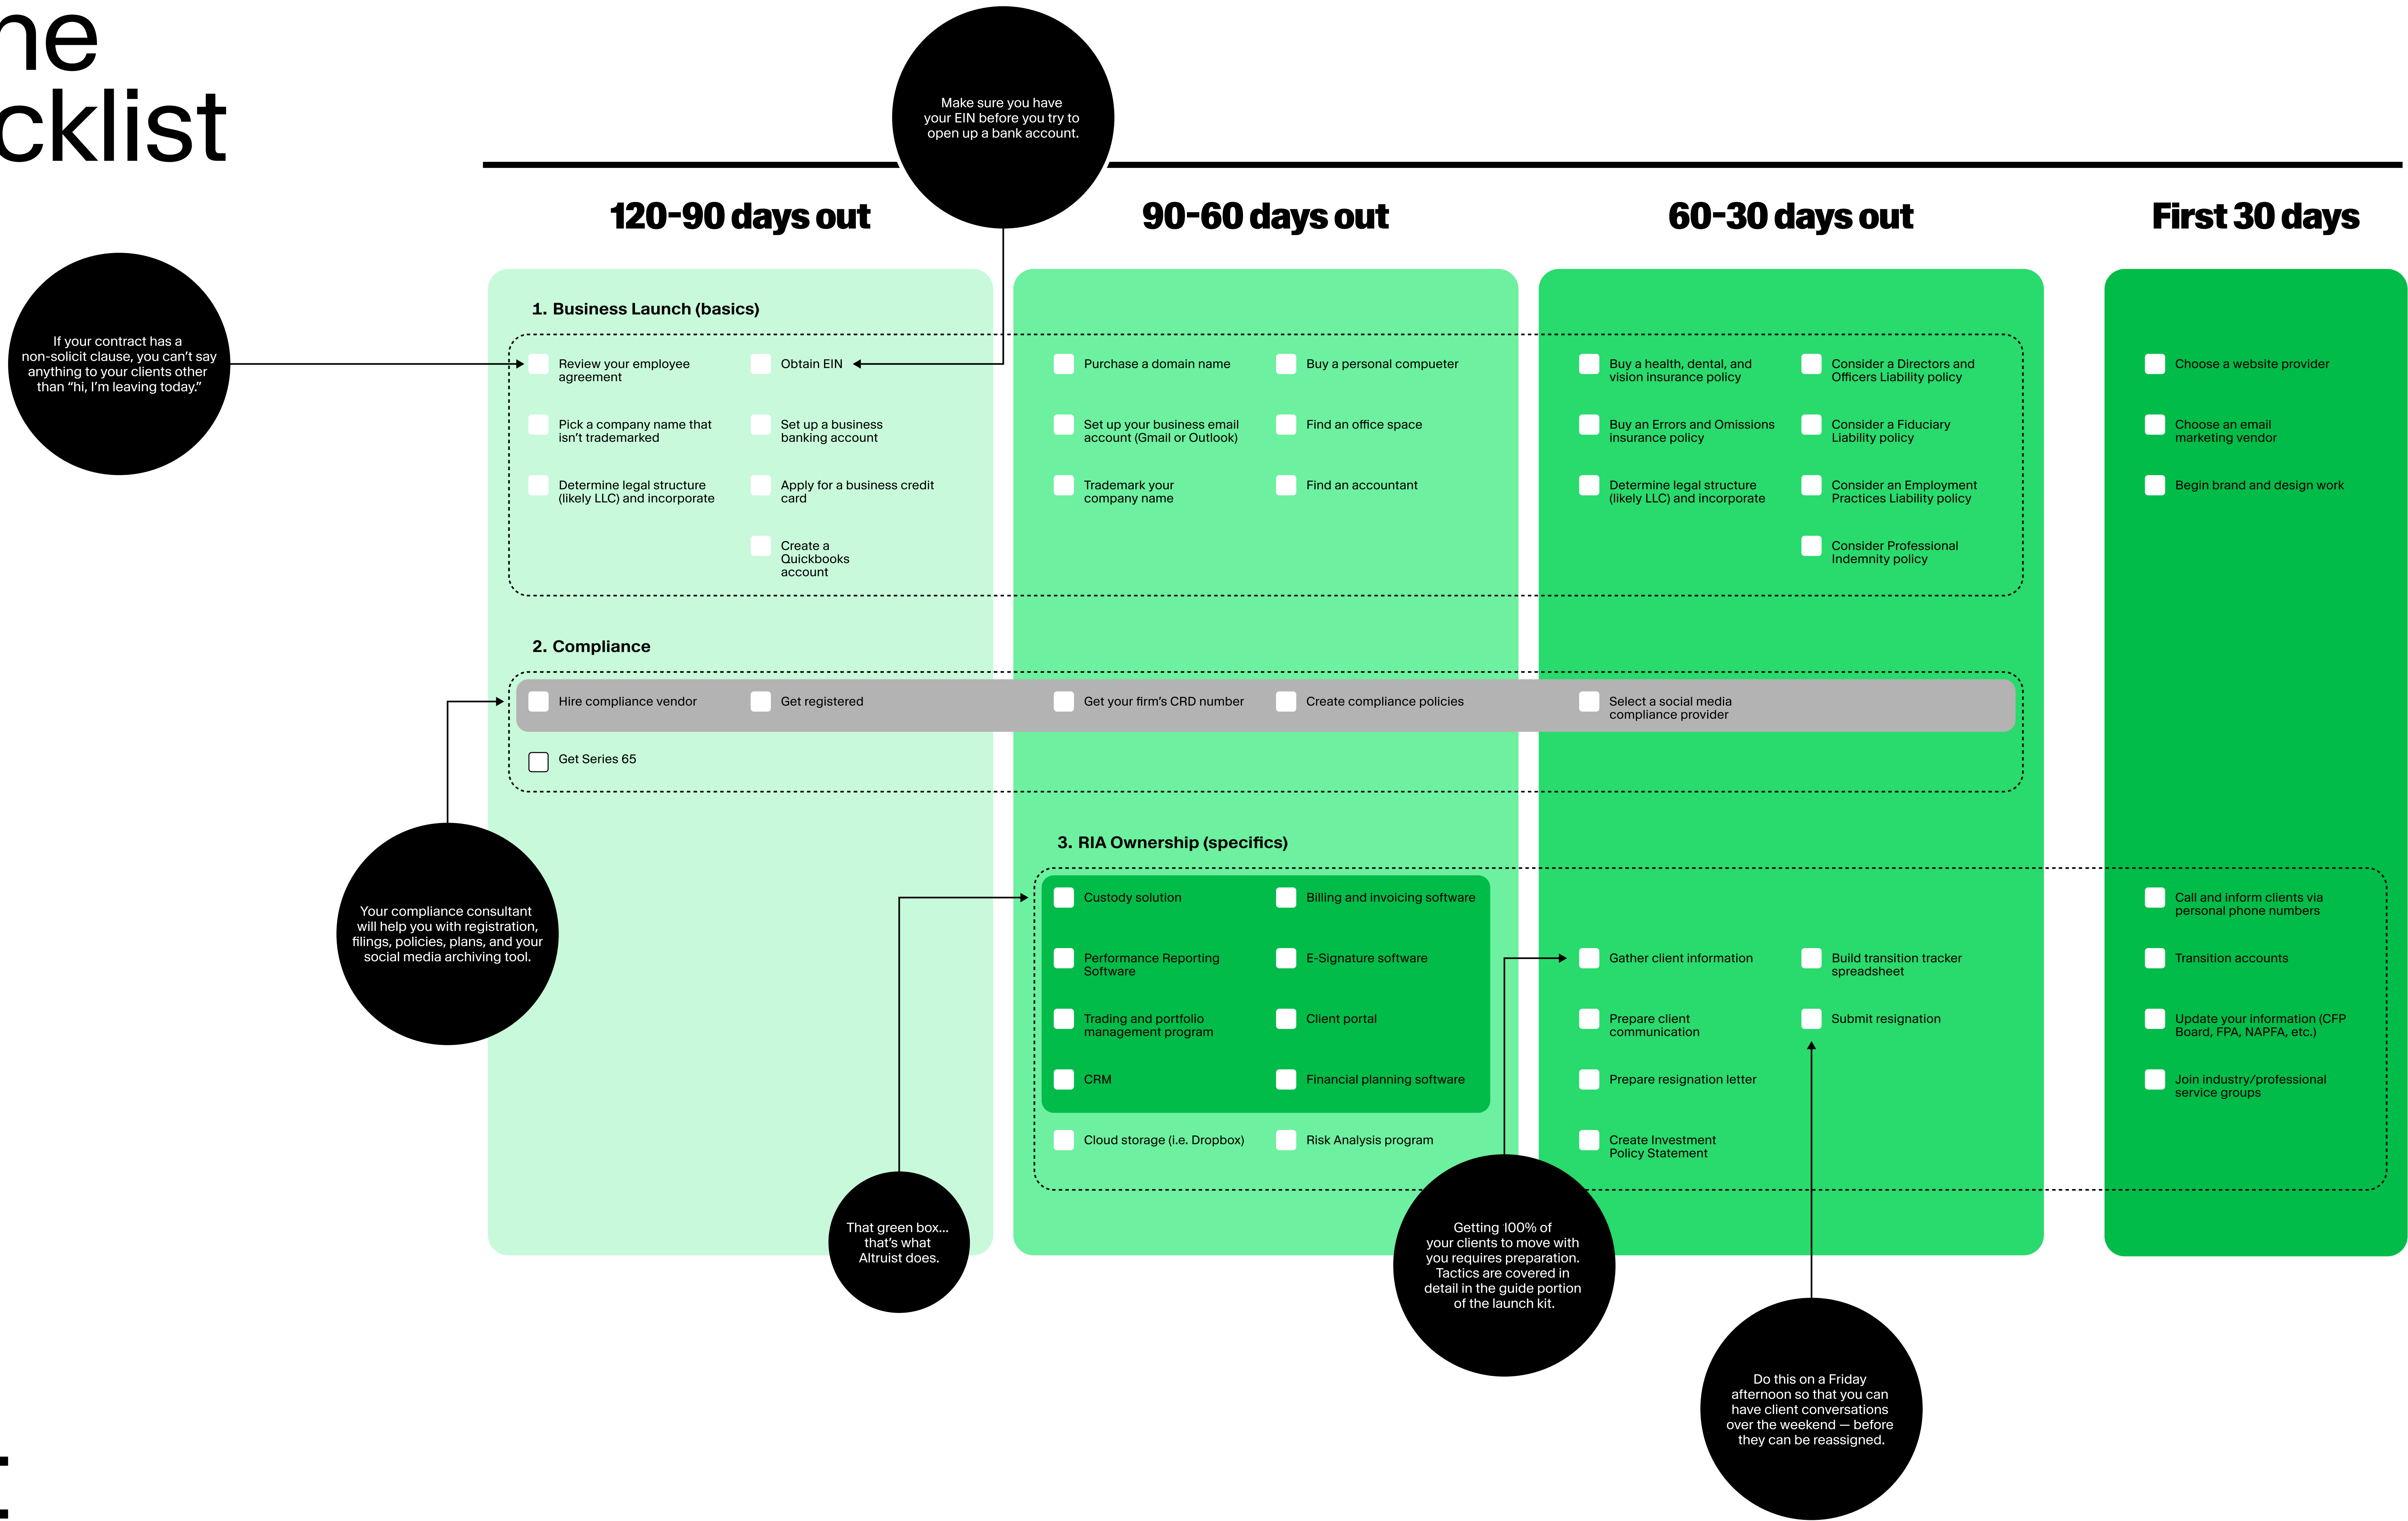 ne
cklist
Make sure you have
your EIN before you try to
open up a bank account.
120-90 days out
90-60 days out
60-30 days out
First 30 days
If your contract has a
non-solicit clause, you can’t say
anything to your clients other
than “hi, I’m leaving today.”
1. Business Launch (basics)
Review your employee
agreement
Pick a company name that
isn’t trademarked
Determine legal structure
(likely LLC) and incorporate
Obtain EIN
Set up a business
banking account
Apply for a business credit
card
Create a
Quickbooks
account
Purchase a domain name
Set up your business email
account (Gmail or Outlook)
Trademark your
company name
Buy a personal compueter
Find an office space
Find an accountant
Buy a health, dental, and
vision insurance policy
Buy an Errors and Omissions
insurance policy
Determine legal structure
(likely LLC) and incorporate
Consider a Directors and
Officers Liability policy
Consider a Fiduciary
Liability policy
Consider an Employment
Practices Liability policy
Consider Professional
Indemnity policy
Choose a website provider
Choose an email
marketing vendor
Begin brand and design work
2. Compliance
Hire compliance vendor
Get registered
Get your firm’s CRD number
Create compliance policies
Select a social media
compliance provider
Get Series 65
Your compliance consultant
will help you with registration,
filings, policies, plans, and your
social media archiving tool.
3. RIA Ownership (specifics)
Custody solution
Performance Reporting
Software
Trading and portfolio
management program
CRM
Cloud storage (i.e. Dropbox)
Billing and invoicing software
E-Signature software
Client portal
Financial planning software
Risk Analysis program
Gather client information
Prepare client
communication
Prepare resignation letter
Create Investment
Policy Statement
Build transition tracker
spreadsheet
Submit resignation
Call and inform clients via
personal phone numbers
Transition accounts
Update your information (CFP
Board, FPA, NAPFA, etc.)
Join industry/professional
service groups
That green box...
that’s what
Altruist does.
Getting 100% of
your clients to move with
you requires preparation.
Tactics are covered in
detail in the guide portion
of the launch kit.
Do this on a Friday
afternoon so that you can
have client conversations
over the weekend — before
they can be reassigned.